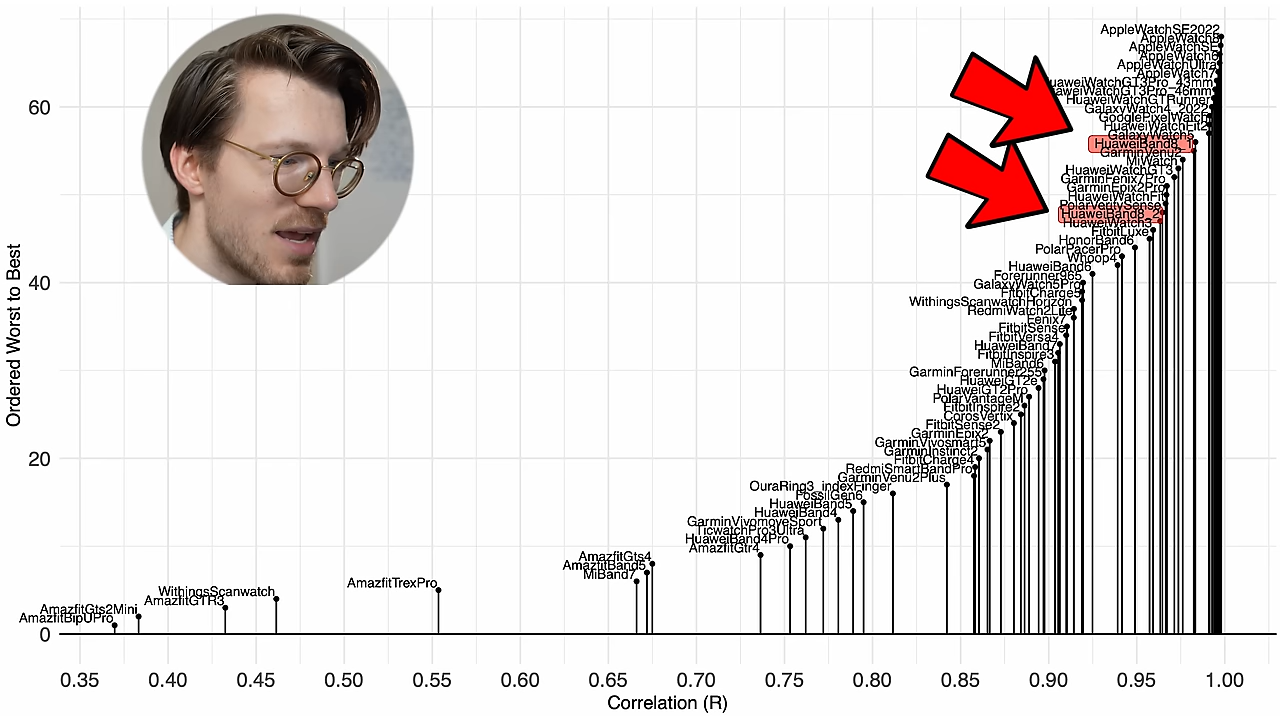 AppleWatchSE2022
AppleWatch8
AppleWatchSE
AppleWatch6
AppleWatchUltra
AppleWatch7
HuaweiWatchGT3Pro_43mm
HuaweiWatchGT3Pro_46mm
HuaweiWatchGTRunner
GalaxyWatch4_2022
GooglePixelWatch
HuaweiWatchFit2
GalaxyWatch5
HuaweiBand8_1
GarminVenu2
MiWatch
HuaweiWatchGT3
GarminFenix7Pro
GarminEpix2Pro
HuaweiWatchFit
PolarVeritySense
HuaweiBand8_2
HuaweiWatch3
FitbitLuxe
HonorBand6
PolarPacerPro
Whoop4
HuaweiBand6
Forerunner965
GalaxyWatch5Pro
FitbitCharge5
WithingsScanwatchHorizon
RedmiWatch2Lite
Fenix7
FitbitSense
FitbitVersa4
HuaweiBand7
FitbitInspire3
MiBand6
GarminForerunner255
HuaweiGT2e
HuaweiGT2Pro
PolarVantageM
FitbitInspire2
CorosVertix
FitbitSense2
GarminEpix2
GarminVivosmart5
GarminInstinct2
FitbitCharge4
RedmiSmartBandPro
GarminVenu2Plus
OuraRing3_indexFinger
FossilGen6
HuaweiBand5
HuaweiBand4
GarminVivomoveSport
TicwatchPro3Ultra
HuaweiBand4Pro
AmazfitGtr4
AmazfitGts4
AmazfitBand5
MiBand7
AmazfitTrexPro
WithingsScanwatch
AmazfitGTR3
AmazfitGts2Mini
AmazfitBipUPro
60
40
20
0
Ordered Worst to Best
0.35 0.40 0.45 0.50 0.55 0.60 0.65 0.70 0.75 0.80 0.85 0.90 0.95 1.00
Correlation (R)